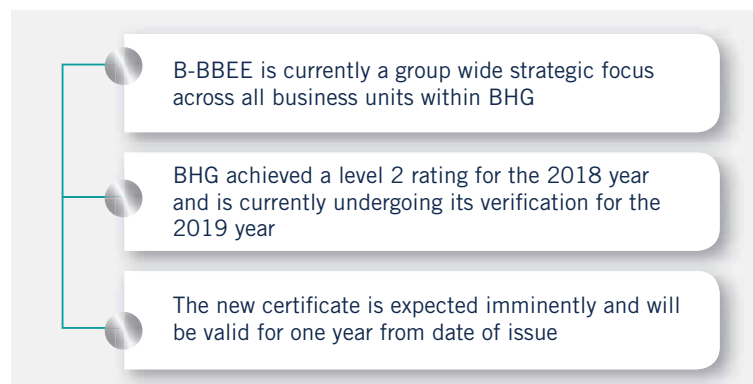 B-BBEE is currently a group wide strategic focus
across all business units within BHG
BHG achieved a level 2 rating for the 2018 year
and is currently undergoing its verification for the
2019 year
The new certificate is expected imminently and will
be valid for one year from date of issue